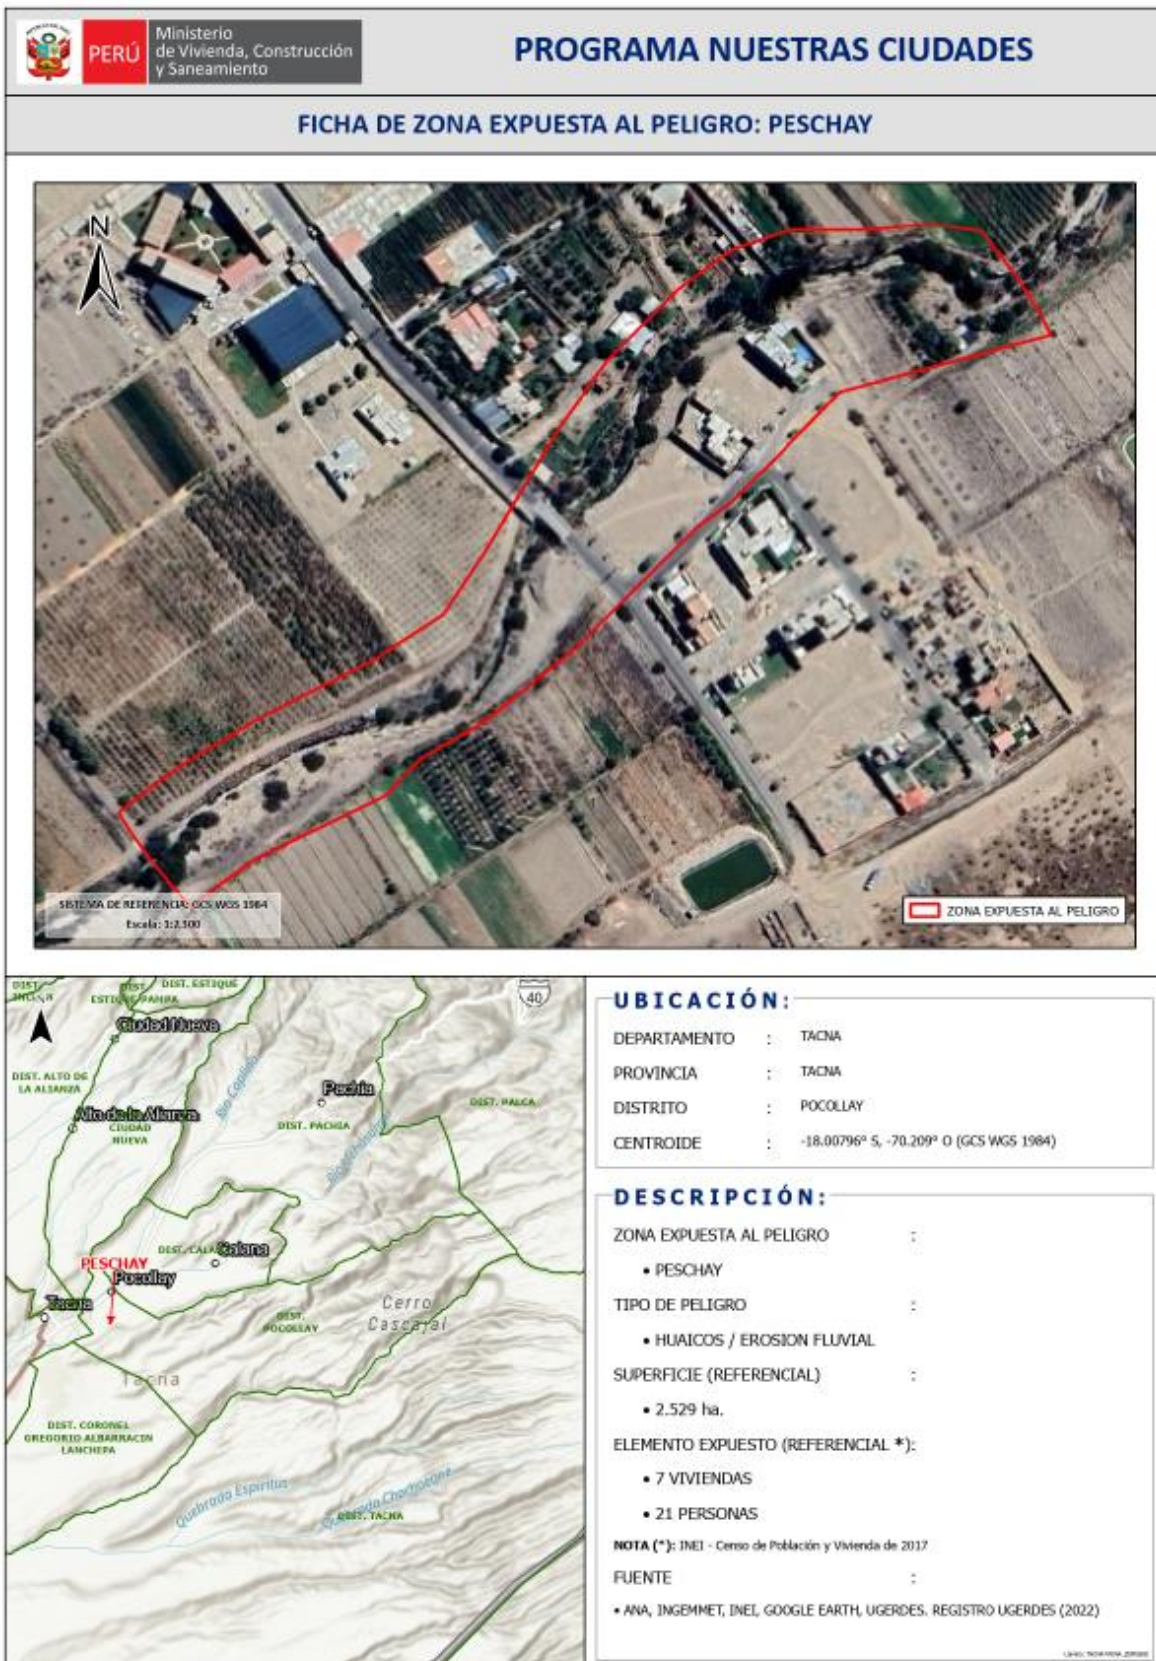 PERÚ
Ministerio
de Vivienda, Construcción
y Saneamiento
PROGRAMA NUESTRAS CIUDADES
FICHA DE ZONA EXPUESTA AL PELIGRO: PESCHAY
N
SISTEMA DE REFERENCIA: GCS WGS 1984
Escala: 1:2,500
ZONA EXPUESTA AL PELIGRO
DIST.
DIST.
ESTIQUE-PAMPA
DIST. ESTIQUE
40
Ciudad Nueva
DIST. ALTO DE
LA ALIANZA
Alto de la Alianza
CIUDAD
NUEVA
Río Caplina
Pachia
DIST. PACHIA
DIST. PALCA
DIST. CALANA
Calana
PESCHAY
Pocollay
Tacna
DIST.
POCOLLAY
Cerro
Cascajal
Tacna
DIST. CORONEL
GREGORIO ALBARRACIN
LANCHIPA
Quebrada Espíritus
DIST. TACNA
UBICACIÓN:
DEPARTAMENTO : TACNA
PROVINCIA : TACNA
DISTRITO : POCOLLAY
CENTROIDE : -18.00796° S, -70.209° O (GCS WGS 1984)
DESCRIPCIÓN:
ZONA EXPUESTA AL PELIGRO :
• PESCHAY
TIPO DE PELIGRO :
• HUAICOS / EROSION FLUVIAL
SUPERFICIE (REFERENCIAL) :
• 2.529 ha.
ELEMENTO EXPUESTO (REFERENCIAL *):
• 7 VIVIENDAS
• 21 PERSONAS
NOTA (*): INEI - Censo de Población y Vivienda de 2017
FUENTE :
• ANA, INGEMMET, INEI, GOOGLE EARTH, UGERDES. REGISTRO UGERDES (2022)